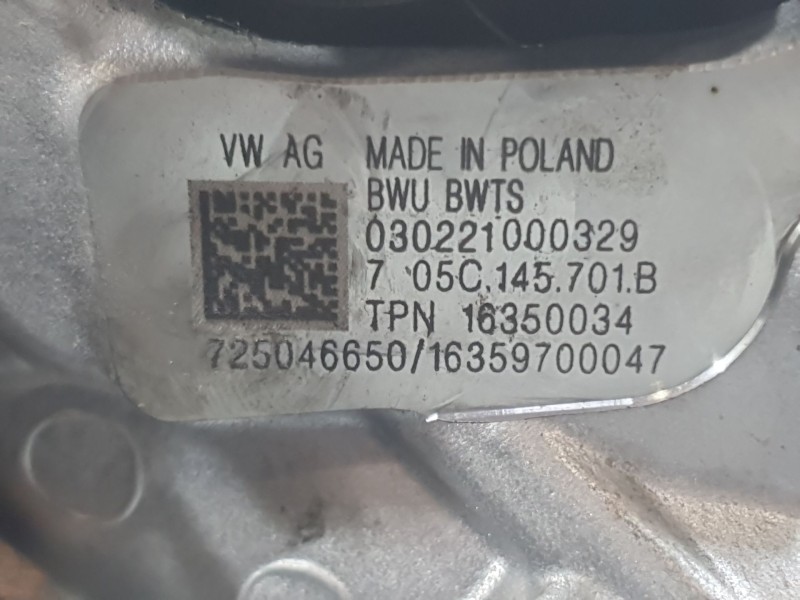 VW AG MADE IN POLAND
BWU BWTS
030221000329
7 05C.145.701.B
TPN 16350034
725046650/16359700047